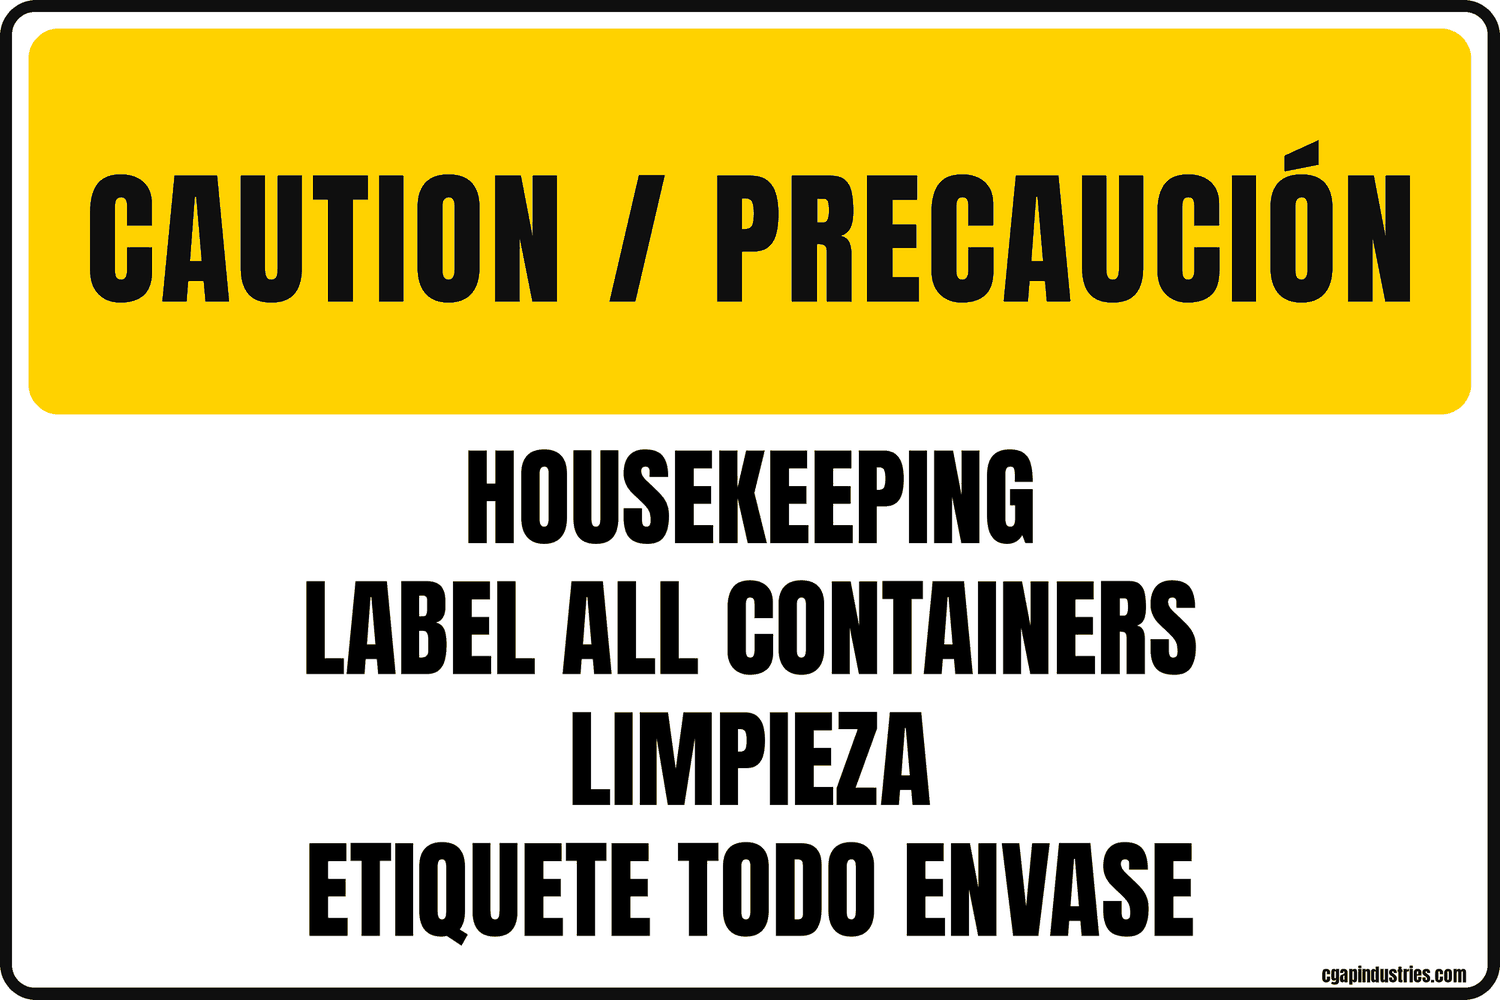 CAUTION / PRECAUCIÓN
HOUSEKEEPING
LABEL ALL CONTAINERS
LIMPIEZA
ETIQUETE TODO ENVASE
cgapindustries.com